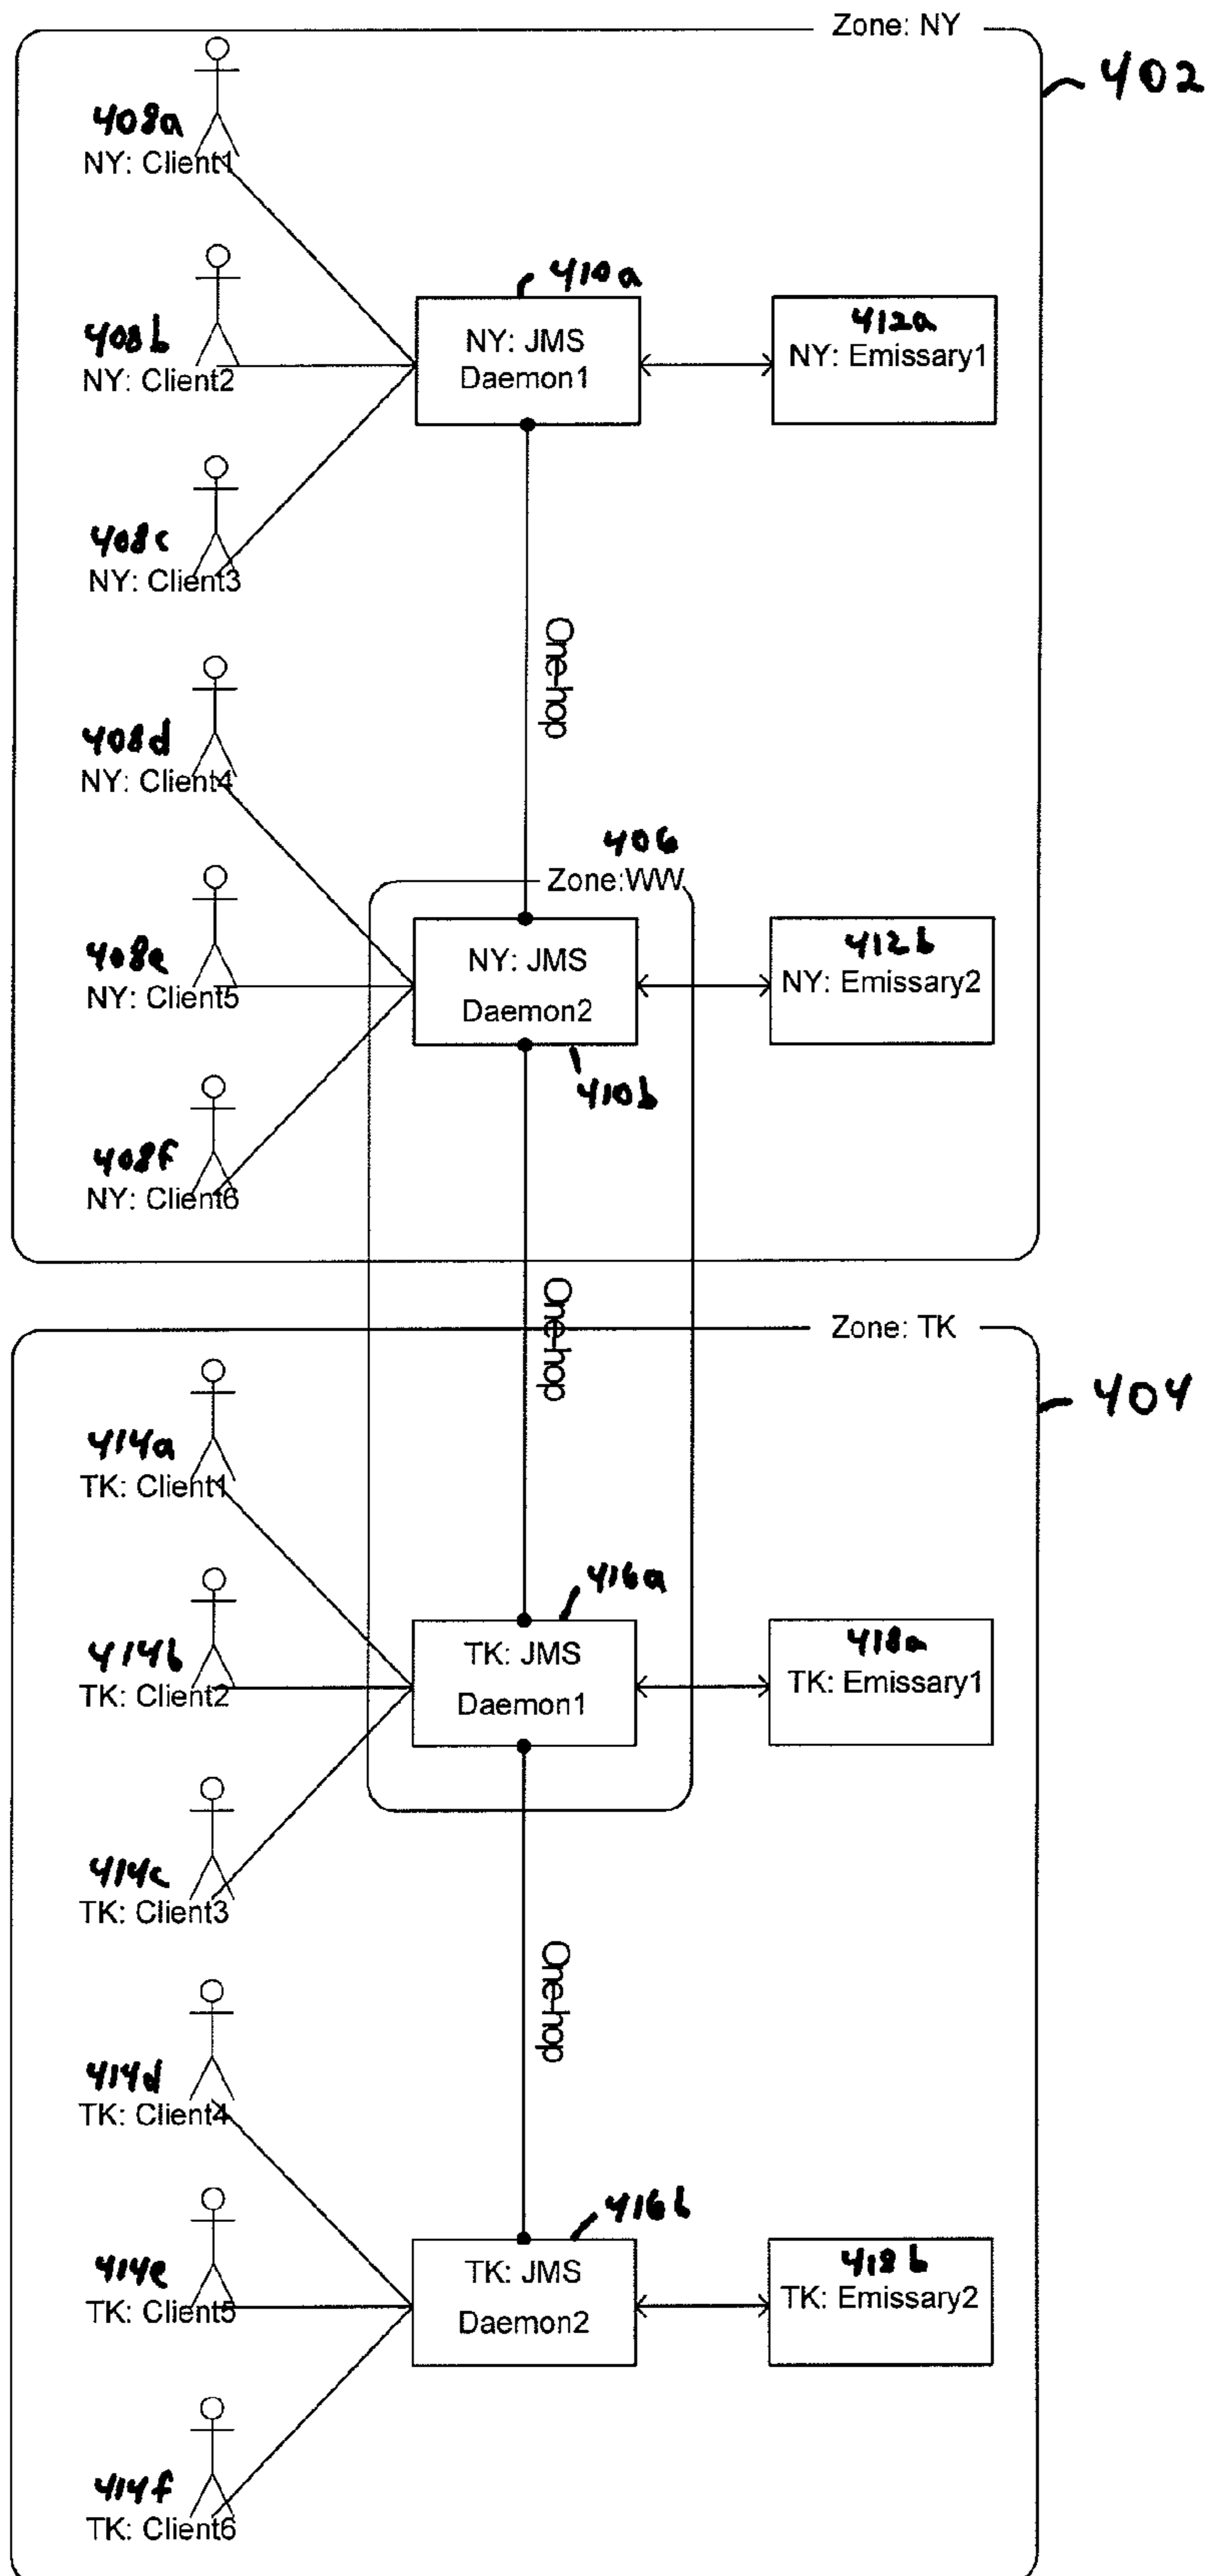 Zone: NY
402
408a
NY: Client1
408b
NY: Client2
410a
NY: JMS
Daemon1
412a
NY: Emissary1
408c
NY: Client3
One-hop
408d
NY: Client4
406
Zone:WW
408e
NY: Client5
NY: JMS
Daemon2
410b
412b
NY: Emissary2
408f
NY: Client6
One-hop
Zone: TK
404
414a
TK: Client1
414b
TK: Client2
416a
TK: JMS
Daemon1
418a
TK: Emissary1
414c
TK: Client3
One-hop
414d
TK: Client4
414e
TK: Client5
416b
TK: JMS
Daemon2
418b
TK: Emissary2
414f
TK: Client6